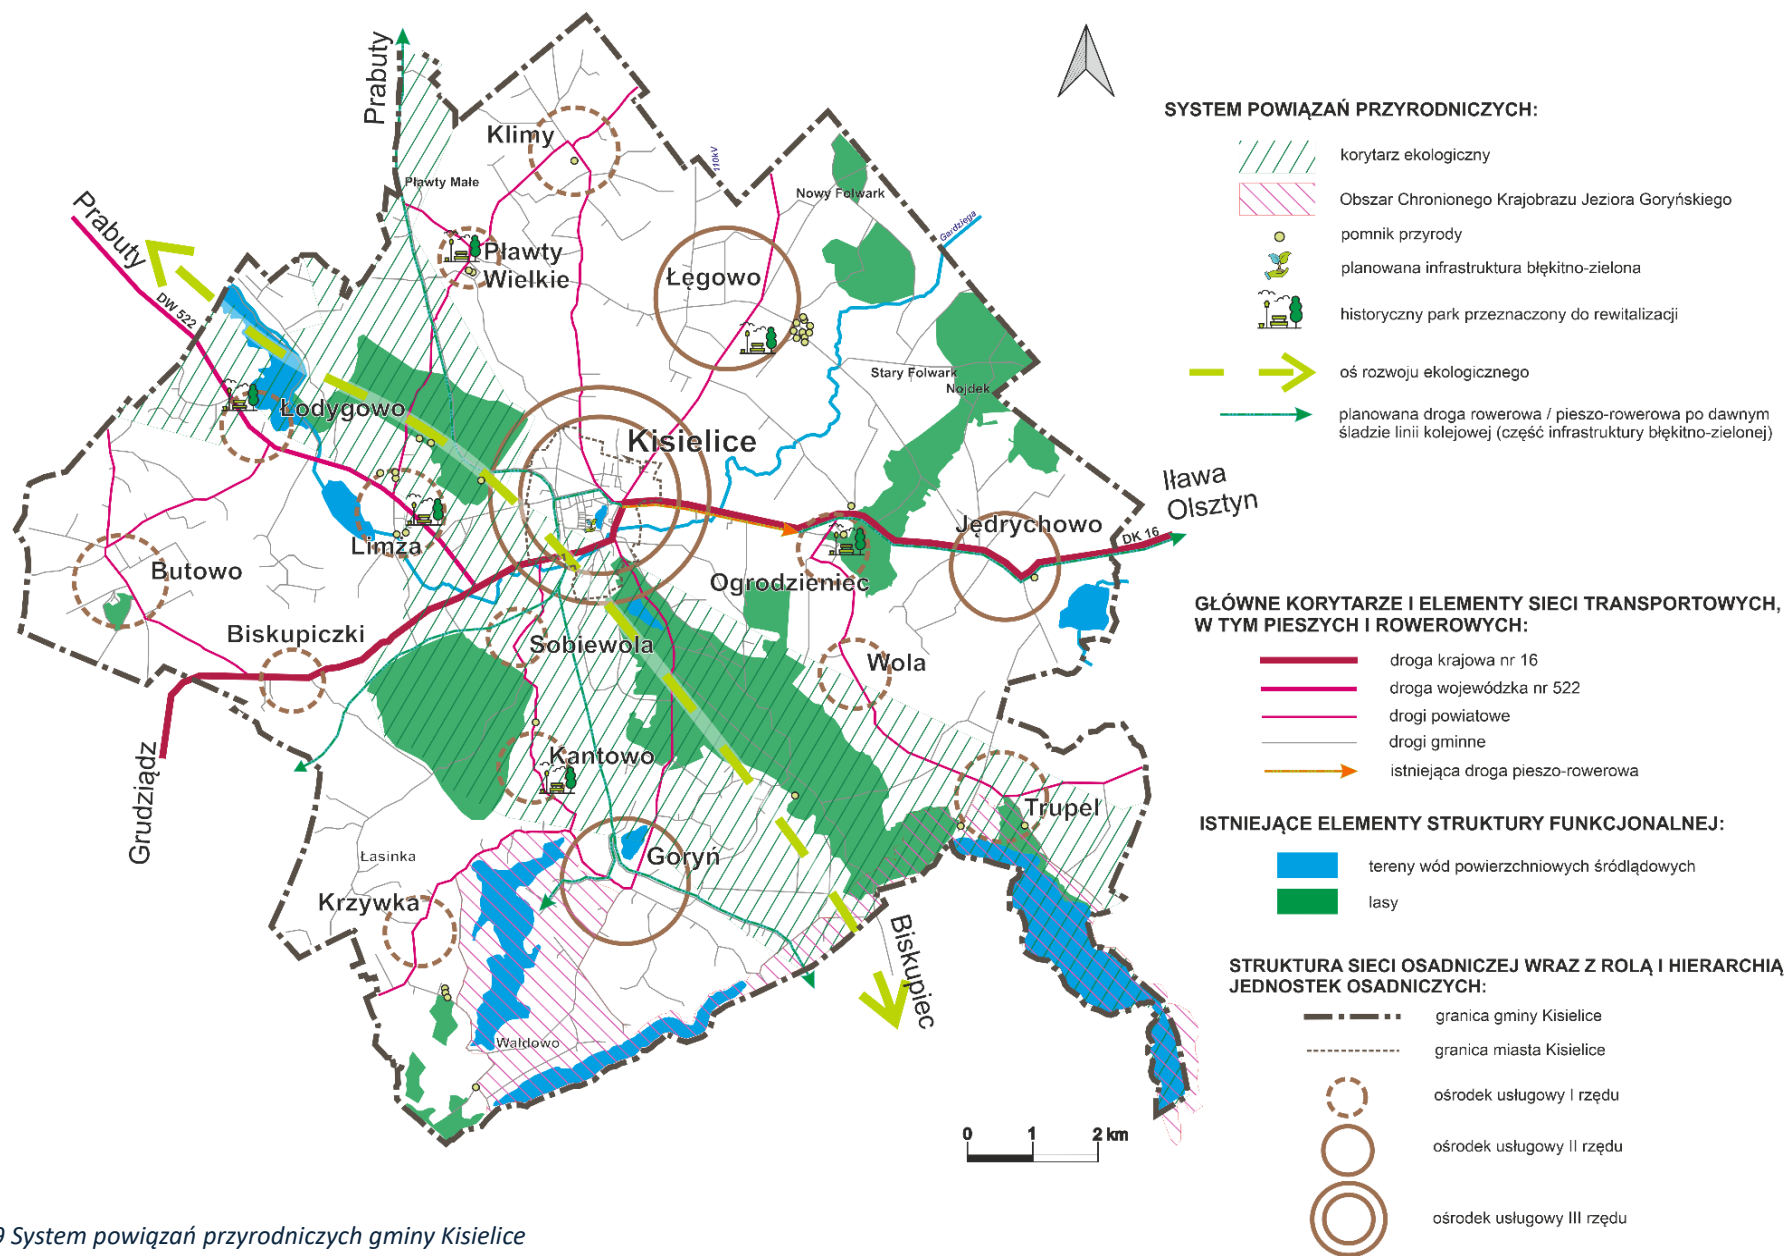 Prabuty
Klimy
Pławty Małe
110kV
Nowy Folwark
Gardzięga
Prabuty
DW 522
Pławty
Wielkie
Łęgowo
Stary Folwark
Nojdek
Łodygowo
Kisielice
Iława
Olsztyn
DK 16
Jędrychowo
Limża
Ogrodzieniec
Butowo
Biskupiczki
Sobiewola
Wola
Grudziądz
Kantowo
Trupel
Łasinka
Goryń
Krzywka
Biskupiec
Wałdowo
0 1 2 km
SYSTEM POWIĄZAŃ PRZYRODNICZYCH:
korytarz ekologiczny
Obszar Chronionego Krajobrazu Jeziora Goryńskiego
pomnik przyrody
planowana infrastruktura błękitno-zielona
historyczny park przeznaczony do rewitalizacji
oś rozwoju ekologicznego
planowana droga rowerowa / pieszo-rowerowa po dawnym
śladzie linii kolejowej (część infrastruktury błękitno-zielonej)
GŁÓWNE KORYTARZE I ELEMENTY SIECI TRANSPORTOWYCH,
W TYM PIESZYCH I ROWEROWYCH:
droga krajowa nr 16
droga wojewódzka nr 522
drogi powiatowe
drogi gminne
istniejąca droga pieszo-rowerowa
ISTNIEJĄCE ELEMENTY STRUKTURY FUNKCJONALNEJ:
tereny wód powierzchniowych śródlądowych
lasy
STRUKTURA SIECI OSADNICZEJ WRAZ Z ROLĄ I HIERARCHIĄ
JEDNOSTEK OSADNICZYCH:
granica gminy Kisielice
granica miasta Kisielice
ośrodek usługowy I rzędu
ośrodek usługowy II rzędu
ośrodek usługowy III rzędu
9 System powiązań przyrodniczych gminy Kisielice